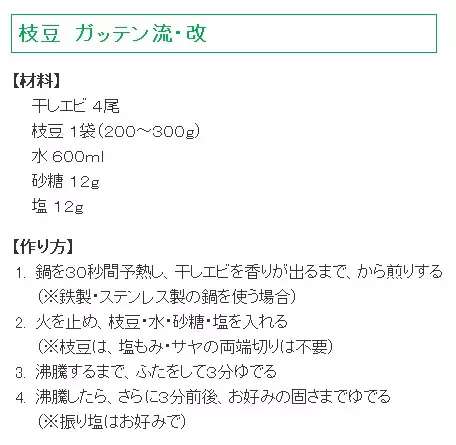 枝豆 ガッテン流・改
【材料】
干しエビ 4尾
枝豆 1袋(200〜300g)
水 600ml
砂糖 12g
塩 12g
【作り方】
1. 鍋を30秒間予熱し、干しエビを香りが出るまで、から煎りする
(※鉄製・ステンレス製の鍋を使う場合)
2. 火を止め、枝豆・水・砂糖・塩を入れる
(※枝豆は、塩もみ・サヤの両端切りは不要)
3. 沸騰するまで、ふたをして3分ゆでる
4. 沸騰したら、さらに3分前後、お好みの固さまでゆでる
(※振り塩はお好みで)